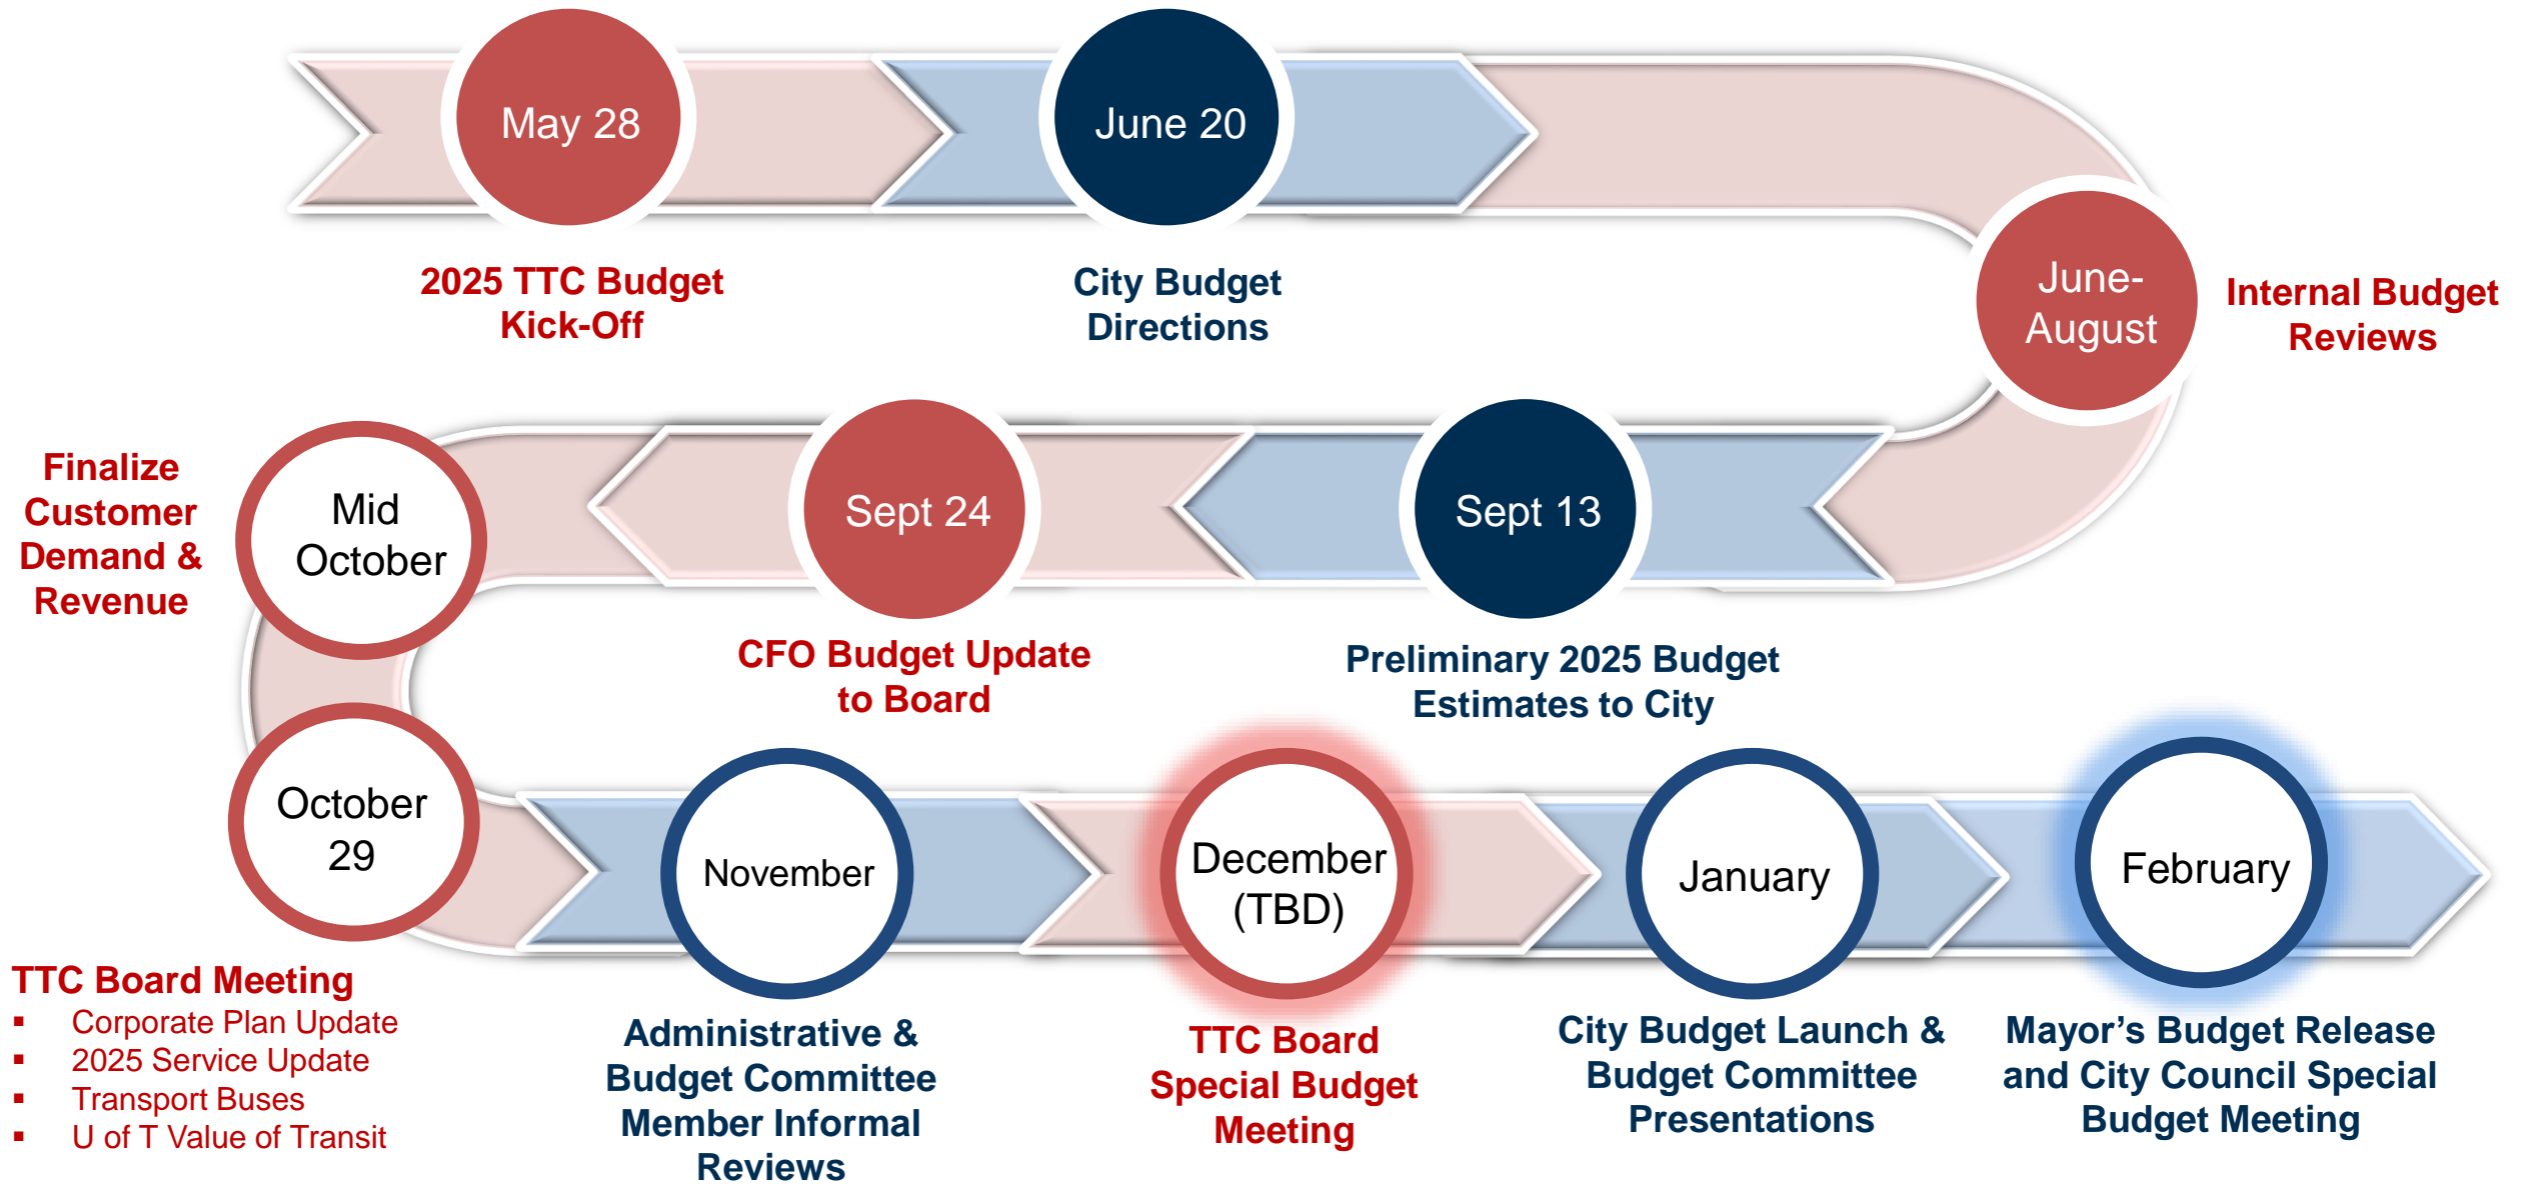 May 28
2025 TTC Budget
Kick-Off
June 20
City Budget
Directions
June-
August
Internal Budget
Reviews
Sept 13
Preliminary 2025 Budget
Estimates to City
Sept 24
CFO Budget Update
to Board
Mid
October
Finalize
Customer
Demand &
Revenue
October
29
TTC Board Meeting
▪ Corporate Plan Update
▪ 2025 Service Update
▪ Transport Buses
▪ U of T Value of Transit
November
Administrative &
Budget Committee
Member Informal
Reviews
December
(TBD)
TTC Board
Special Budget
Meeting
January
City Budget Launch &
Budget Committee
Presentations
February
Mayor’s Budget Release
and City Council Special
Budget Meeting